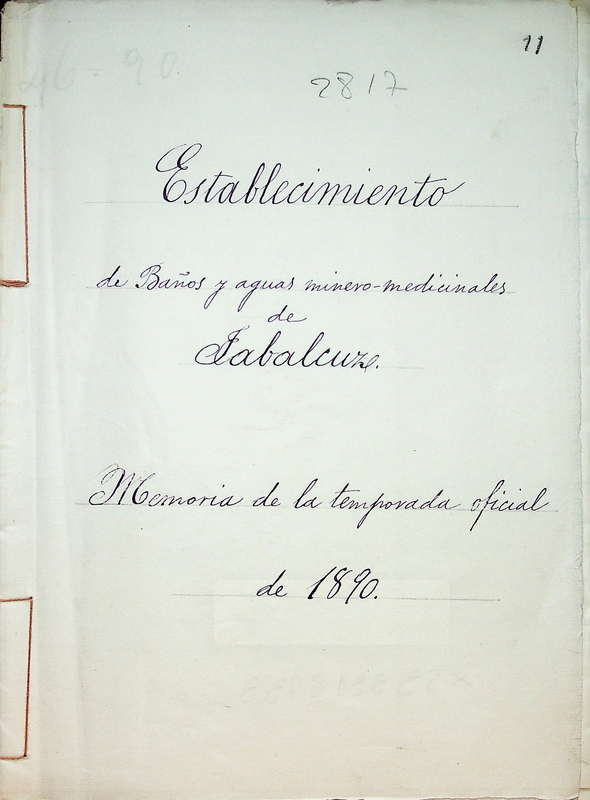 11
46-90.
2817
Establecimiento
de Baños y aguas minero-medicinales
de
Jabalcuz.
Memoria de la temporada oficial
de 1890.